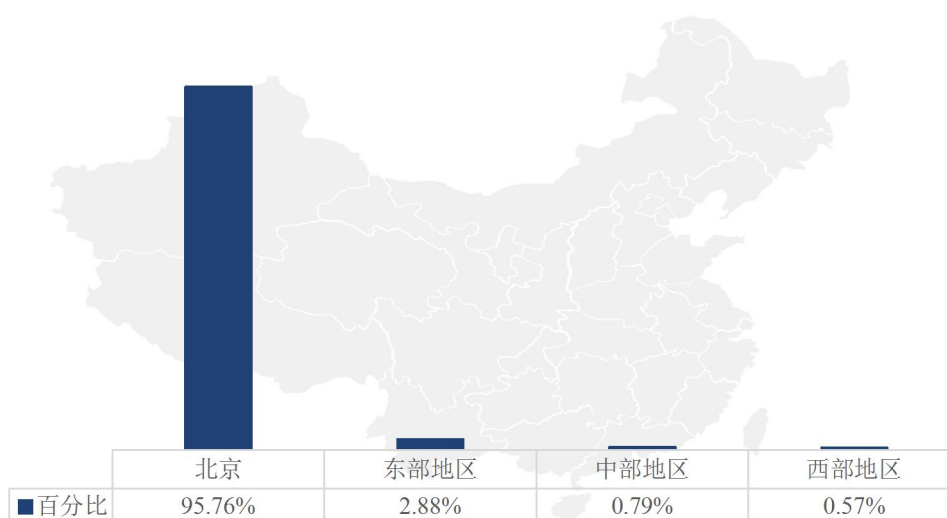 北京 东部地区 中部地区 西部地区
百分比 95.76% 2.88% 0.79% 0.57%